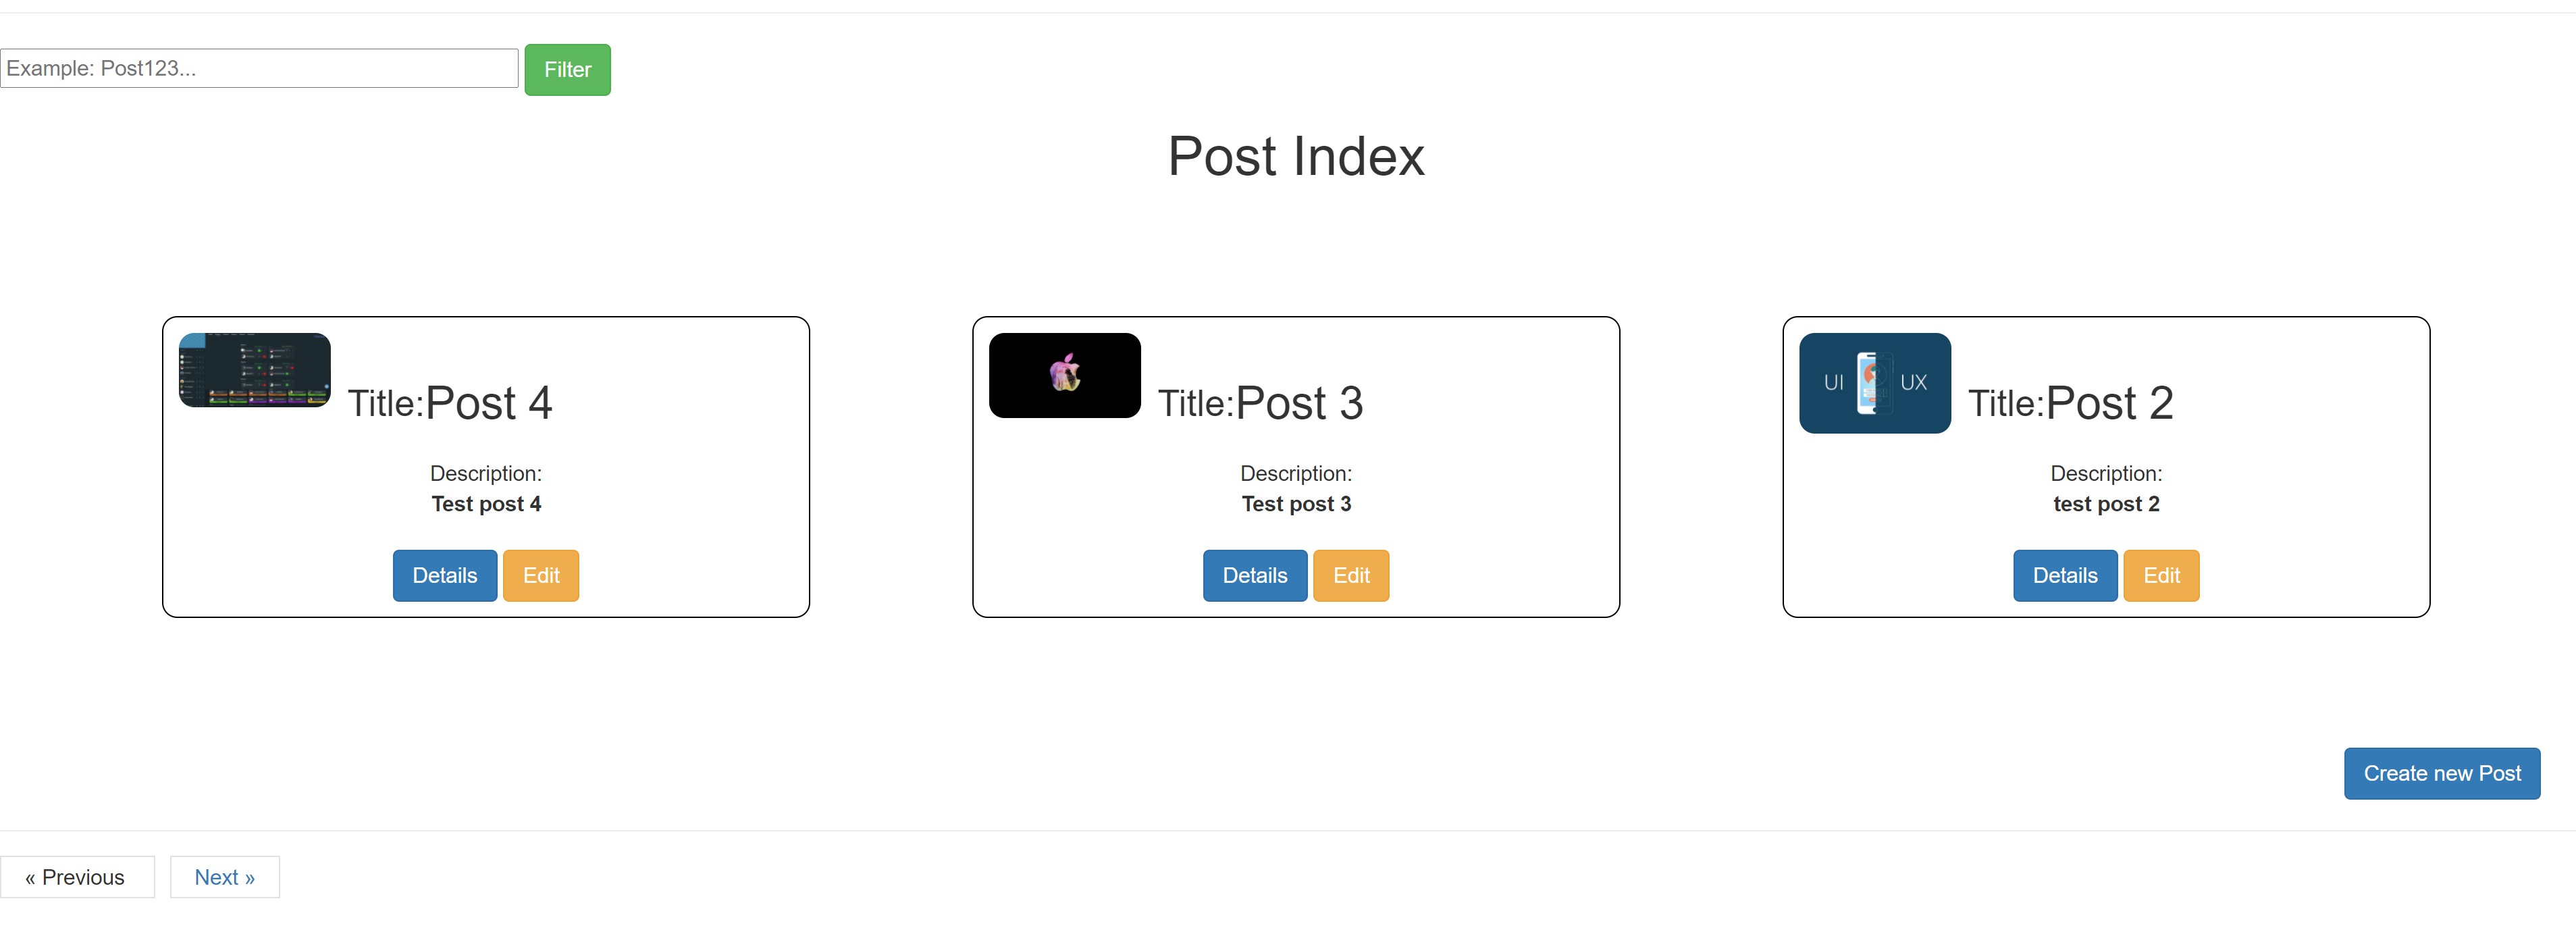 Example: Post123...
Filter
Post Index
Title:Post 4
Description:
Test post 4
Details
Edit
Title:Post 3
Description:
Test post 3
Details
Edit
UI
UX
Title:Post 2
Description:
test post 2
Details
Edit
Create new Post
« Previous
Next »